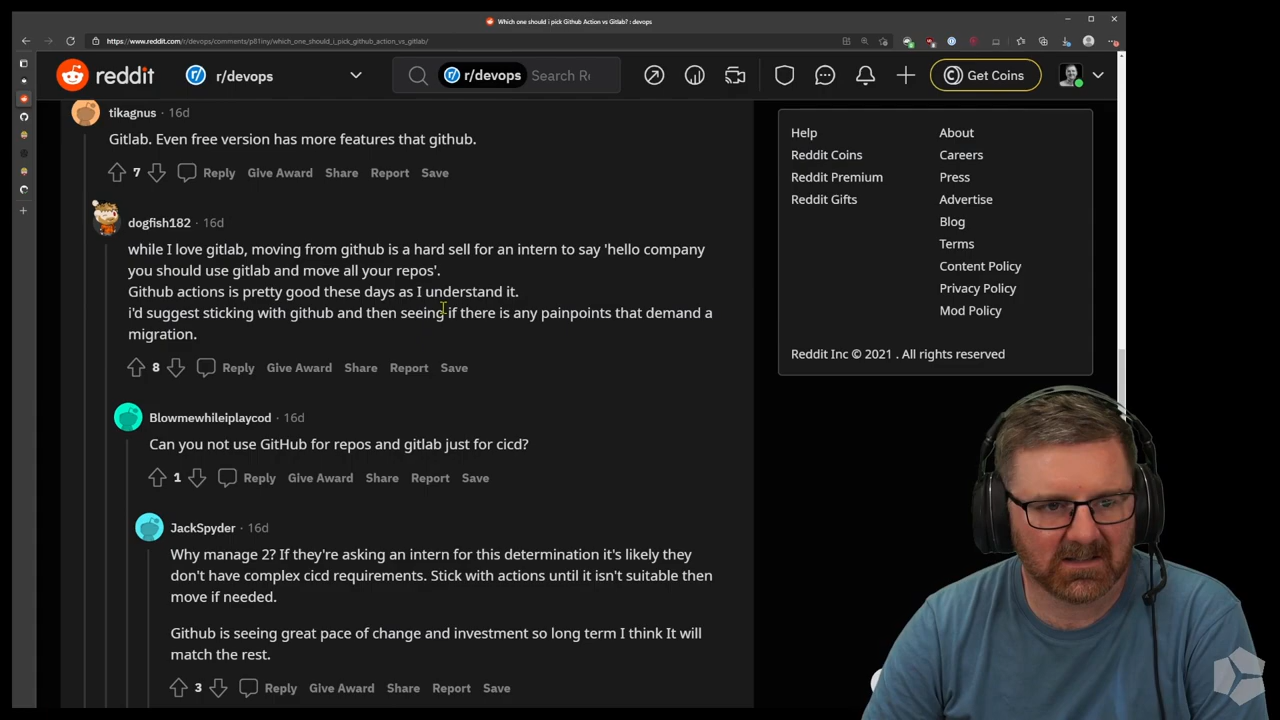 Which one should i pick Github Action vs Gitlab? : devops
https://www.reddit.com/r/devops/comments/p81iny/which_one_should_i_pick_github_action_vs_gitlab/
reddit
r/devops
r/devops Search Re
Get Coins
tikagnus · 16d
Gitlab. Even free version has more features that github.
7 Reply Give Award Share Report Save
dogfish182 · 16d
while I love gitlab, moving from github is a hard sell for an intern to say 'hello company
you should use gitlab and move all your repos'.
Github actions is pretty good these days as I understand it.
i'd suggest sticking with github and then seeing if there is any painpoints that demand a
migration.
8 Reply Give Award Share Report Save
Blowmewhileiplaycod · 16d
Can you not use GitHub for repos and gitlab just for cicd?
1 Reply Give Award Share Report Save
JackSpyder · 16d
Why manage 2? If they're asking an intern for this determination it's likely they
don't have complex cicd requirements. Stick with actions until it isn't suitable then
move if needed.
Github is seeing great pace of change and investment so long term I think It will
match the rest.
3 Reply Give Award Share Report Save
Help About
Reddit Coins Careers
Reddit Premium Press
Reddit Gifts Advertise
Blog
Terms
Content Policy
Privacy Policy
Mod Policy
Reddit Inc © 2021 . All rights reserved